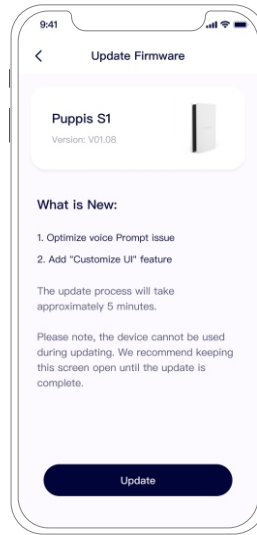 9:41
Update Firmware
Puppis S1
Version: V01.08
What is New:
1. Optimize voice Prompt issue
2. Add "Customize UI" feature
The update process will take
approximately 5 minutes.
Please note, the device cannot be used
during updating. We recommend keeping
this screen open until the update is
complete.
Update